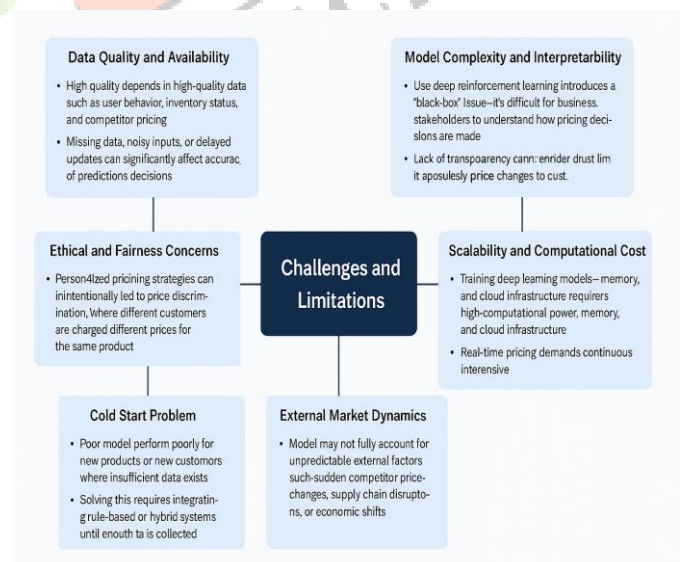 Data Quality and Availability
• High quality depends in high-quality data
such as user behavior, inventory status,
and competitor pricing
• Missing data, noisy inputs, or delayed
updates can significantly affect accurac,
of predictions decisions
Model Complexity and Interpretarbility
• Use deep reinforcement learning introduces a
"black-box" Issue—it's difficult for business.
stakeholders to understand how pricing deci-
sions are made
• Lack of transpoarency cann: enrider drust lim
it aposulesly price changes to cust.
Ethical and Fairness Concerns
• Person4lzed pricining strategies can
inintentionally led to price discrim-
ination, Where different customers
are charged different prices for
the same product
Challenges and
Limitations
Scalability and Computational Cost
• Training deep learning models—memory,
and cloud infrastructure requirers
high-computational power, memory,
and cloud infrastructure
• Real-time pricing demands continuous
interensive
Cold Start Problem
• Poor model perform poorly for
new products or new customors
where insufficient data exists
• Solving this requires integratin-
g rule-based or hybrid systems
until enouth ta is collected
External Market Dynamics
• Model may not fully account for
unpredictable external factors
such-sudden competitor price-
changes, supply chain disrupto-
ns, or economic shifts